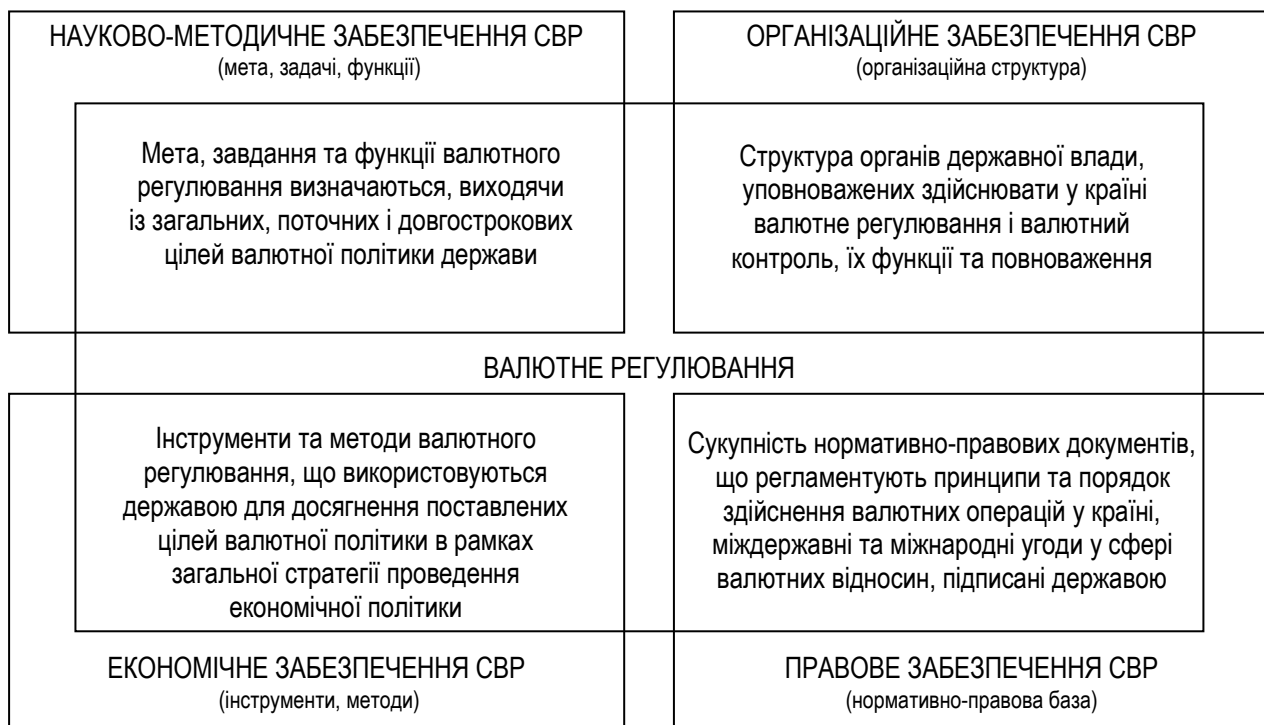 НАУКОВО-МЕТОДИЧНЕ ЗАБЕЗПЕЧЕННЯ СВР
(мета, задачі, функції)
Мета, завдання та функції валютного
регулювання визначаються, виходячи
із загальних, поточних і довгострокових
цілей валютної політики держави
ОРГАНІЗАЦІЙНЕ ЗАБЕЗПЕЧЕННЯ СВР
(організаційна структура)
Структура органів державної влади,
уповноважених здійснювати у країні
валютне регулювання і валютний
контроль, їх функції та повноваження
ВАЛЮТНЕ РЕГУЛЮВАННЯ
Інструменти та методи валютного
регулювання, що використовуються
державою для досягнення поставлених
цілей валютної політики в рамках
загальної стратегії проведення
економічної політики
ЕКОНОМІЧНЕ ЗАБЕЗПЕЧЕННЯ СВР
(інструменти, методи)
Сукупність нормативно-правових документів,
що регламентують принципи та порядок
здійснення валютних операцій у країні,
міждержавні та міжнародні угоди у сфері
валютних відносин, підписані державою
ПРАВОВЕ ЗАБЕЗПЕЧЕННЯ СВР
(нормативно-правова база)